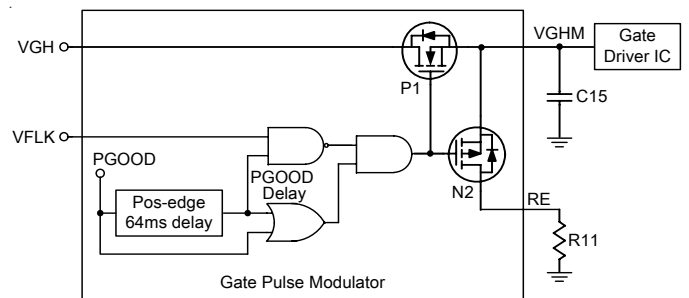 VGH
P1
VGHM
Gate
Driver IC
C15
VFLK
PGOOD
PGOOD
Delay
Pos-edge
64ms delay
N2
RE
R11
Gate Pulse Modulator